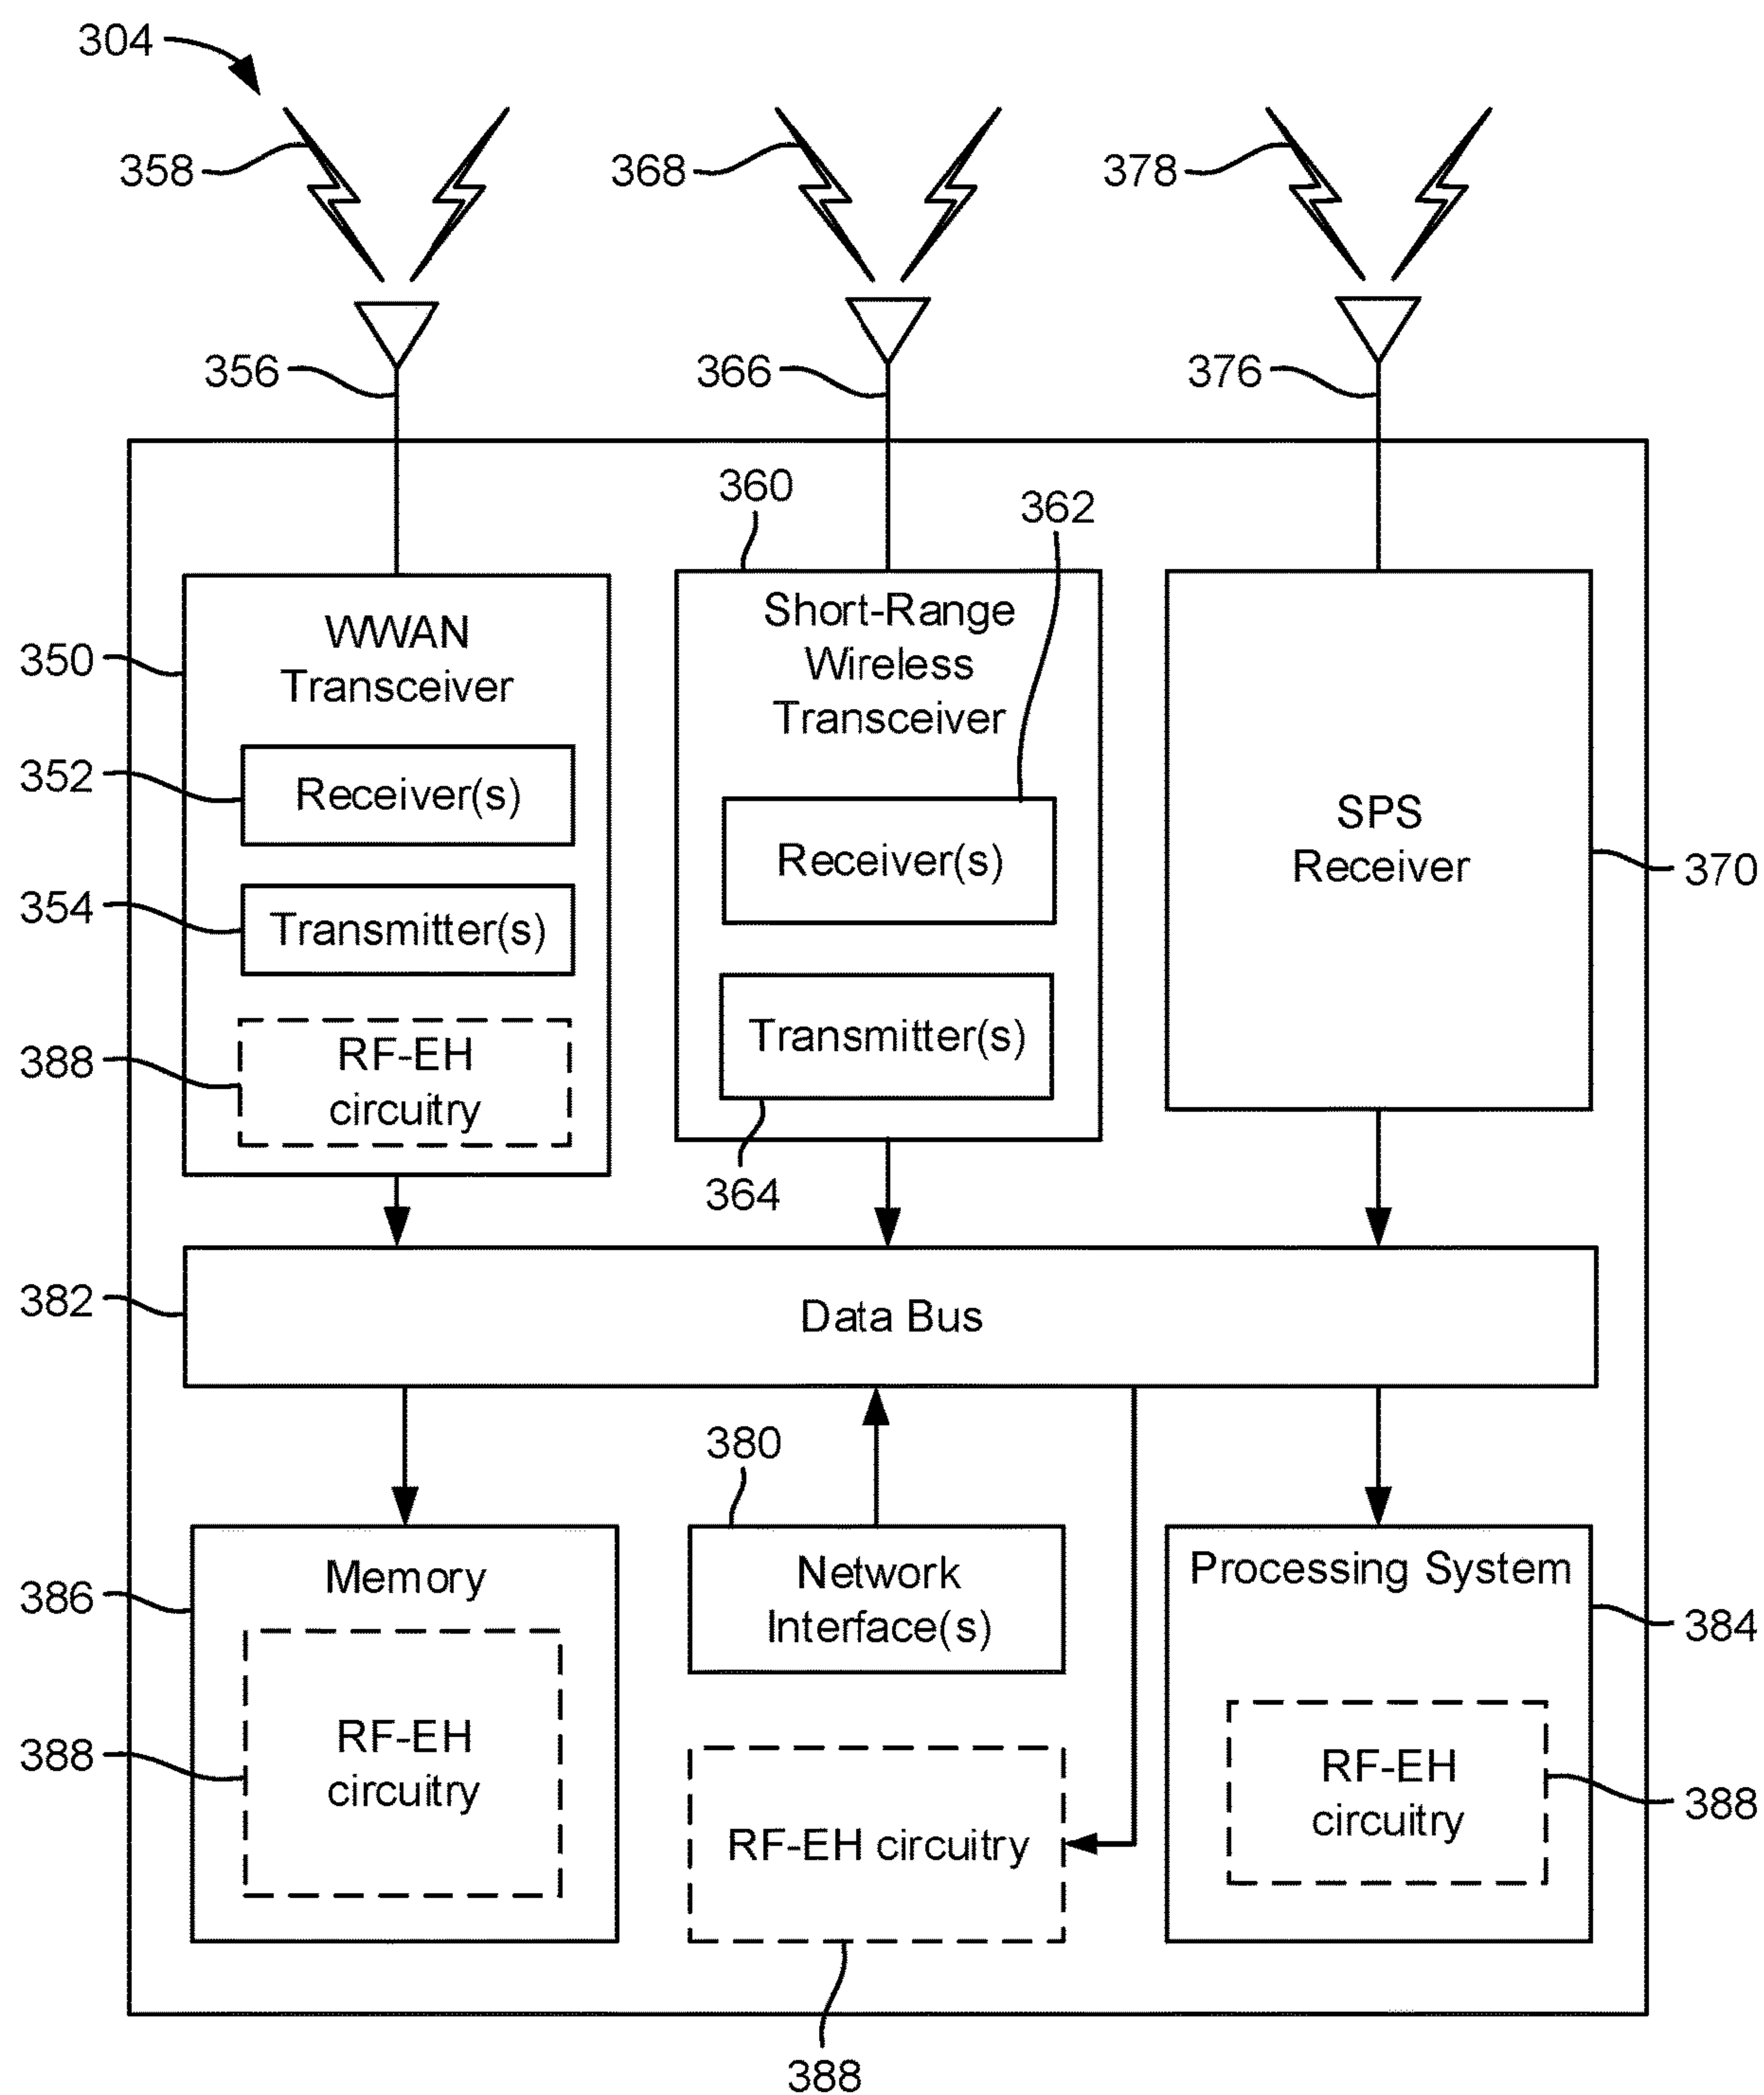 304
358
368
378
356
366
376
360
362
350
WWAN
Transceiver
Short-Range
Wireless
Transceiver
352
Receiver(s)
Receiver(s)
SPS
Receiver
370
354
Transmitter(s)
Transmitter(s)
388
RF-EH
circuitry
364
382
Data Bus
380
386
Memory
Network
Interface(s)
Processing System
384
388
RF-EH
circuitry
RF-EH circuitry
RF-EH
circuitry
388
388